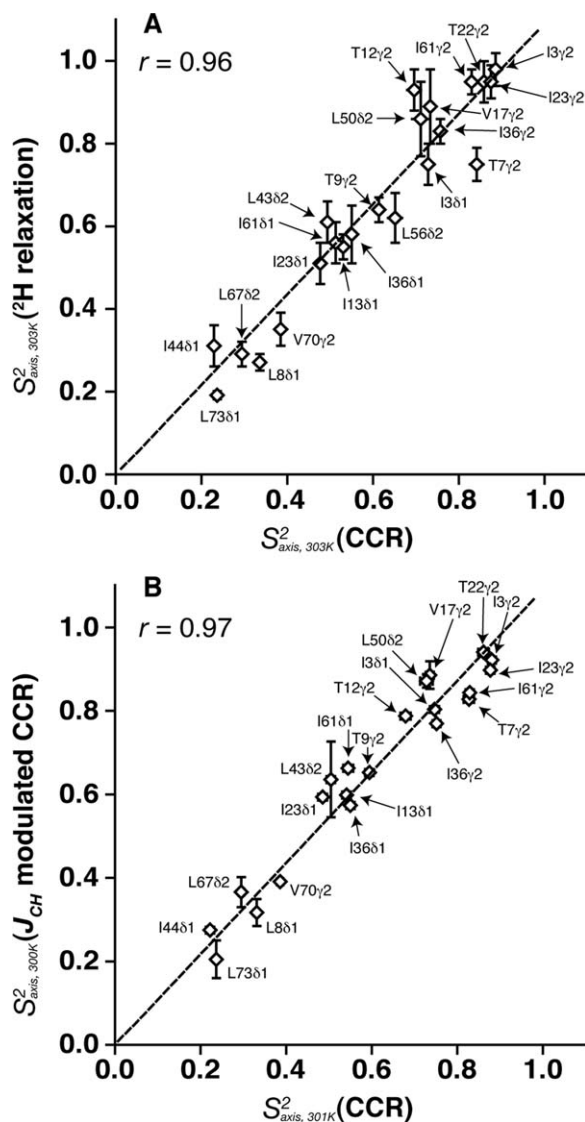 A
r = 0.96
S²axis, 303K(²H relaxation)
1.0
0.8
0.6
0.4
0.2
0.0
T22γ2
I61γ2
I3γ2
T12γ2
I23γ2
L50δ2
V17γ2
I36γ2
T7γ2
T9γ2
I3δ1
L43δ2
L56δ2
I61δ1
I23δ1
I36δ1
I13δ1
L67δ2
I44δ1
V70γ2
L8δ1
L73δ1
0.0 0.2 0.4 0.6 0.8 1.0
S²axis, 303K(CCR)
B
r = 0.97
S²axis, 300K(JCH modulated CCR)
1.0
0.8
0.6
0.4
0.2
0.0
T22γ2
I3γ2
V17γ2
L50δ2
I3δ1
I23γ2
T12γ2
I61γ2
T7γ2
I61δ1
T9γ2
I36γ2
L43δ2
I23δ1
I13δ1
I36δ1
L67δ2
V70γ2
I44δ1
L8δ1
L73δ1
0.0 0.2 0.4 0.6 0.8 1.0
S²axis, 301K(CCR)